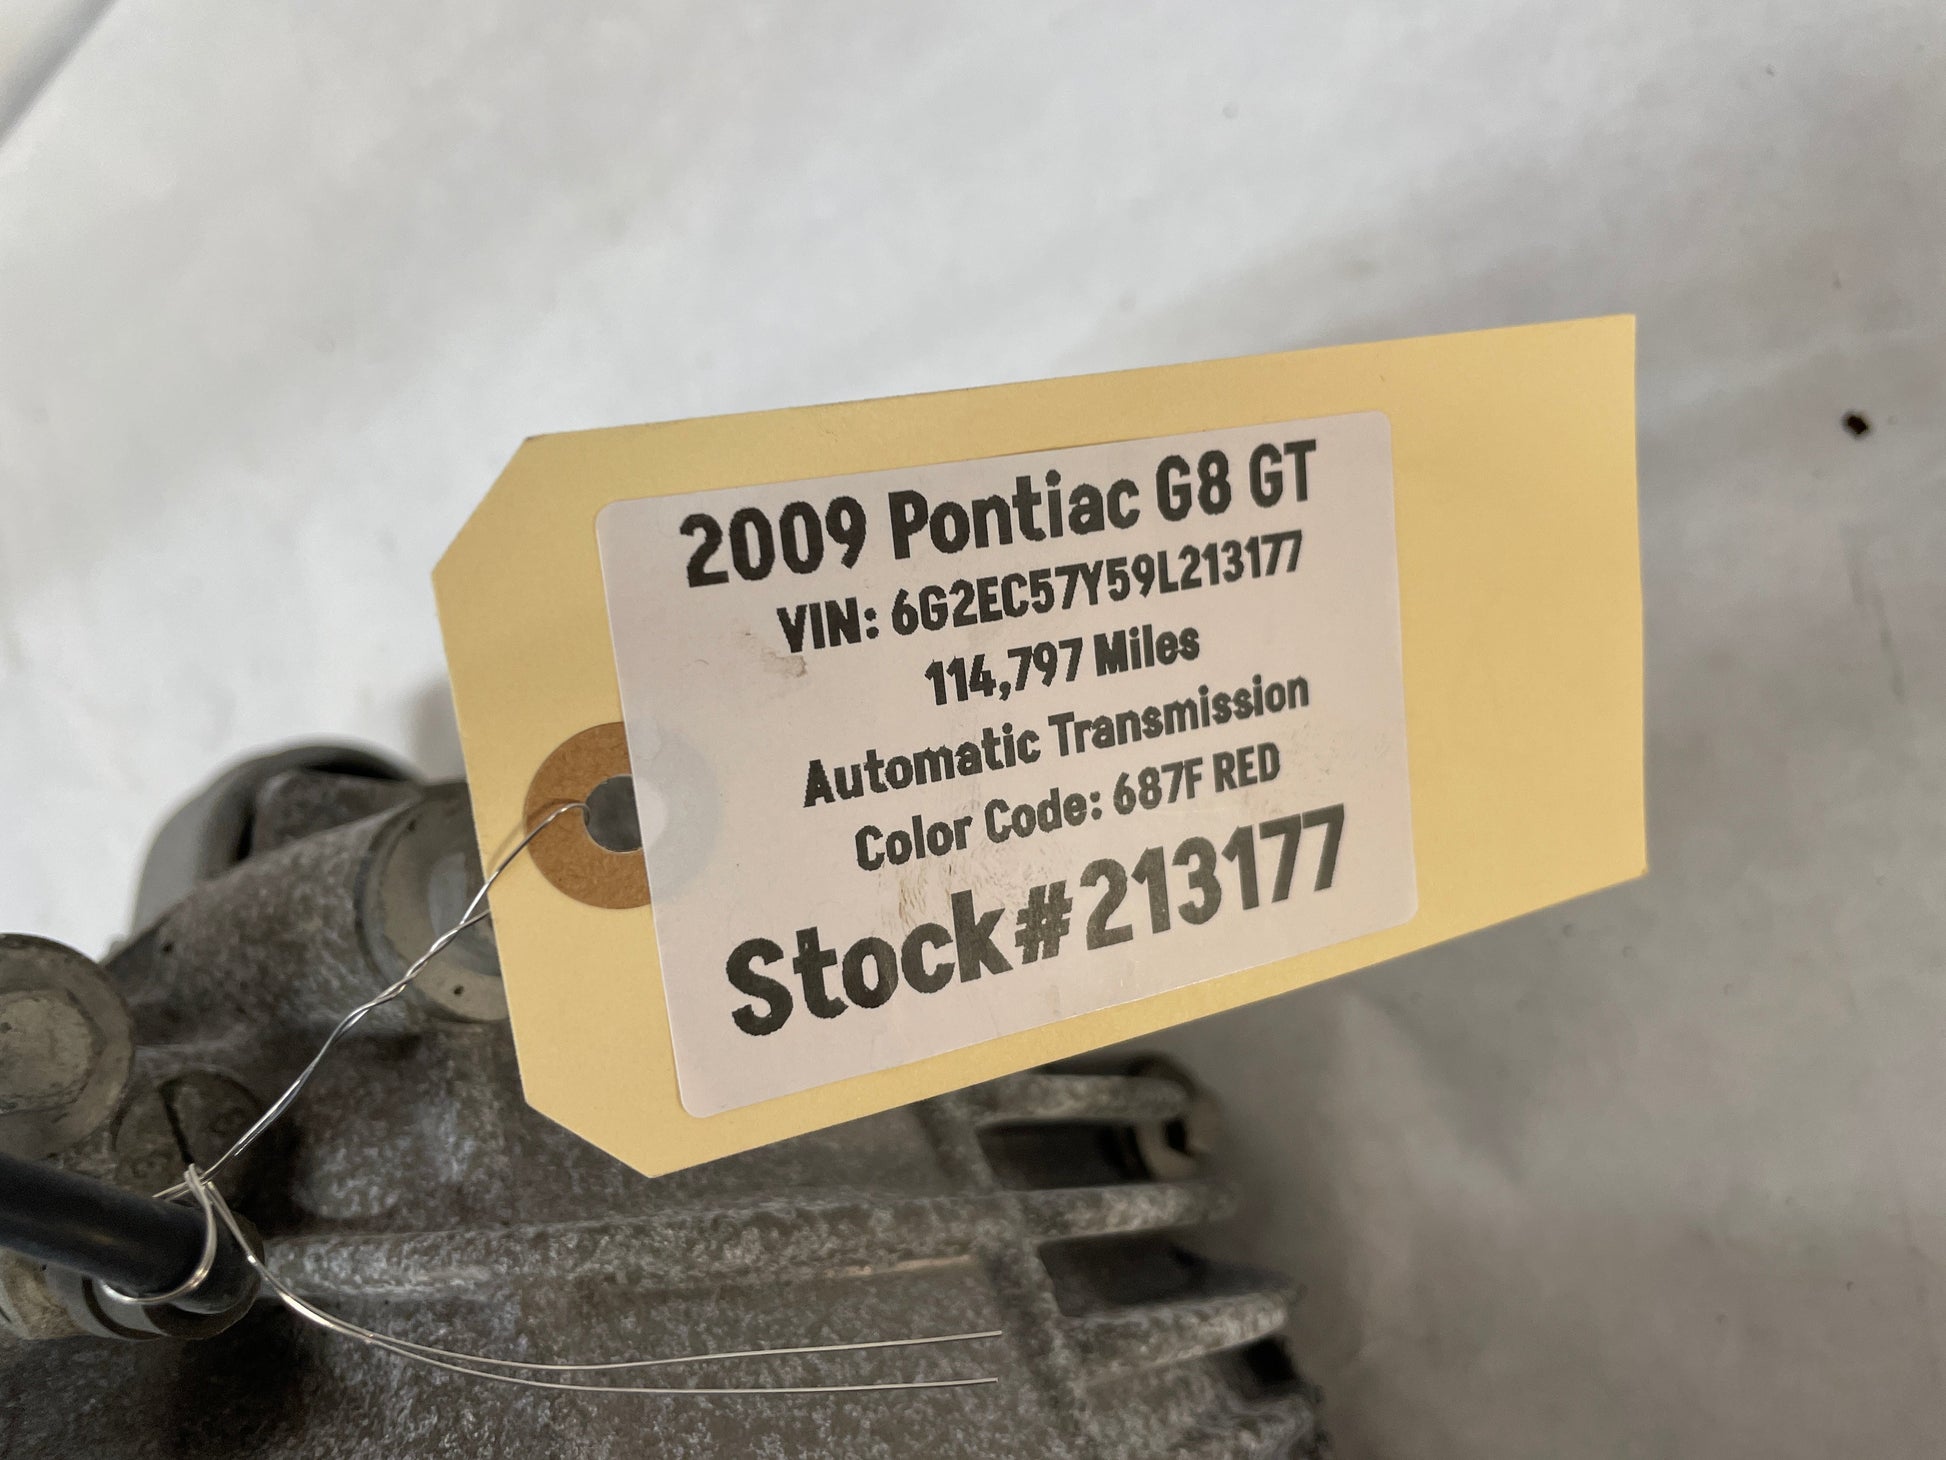 2009 Pontiac G8 GT
VIN: 6G2EC57Y59L213177
114,797 Miles
Automatic Transmission
Color Code: 687F RED
Stock#213177